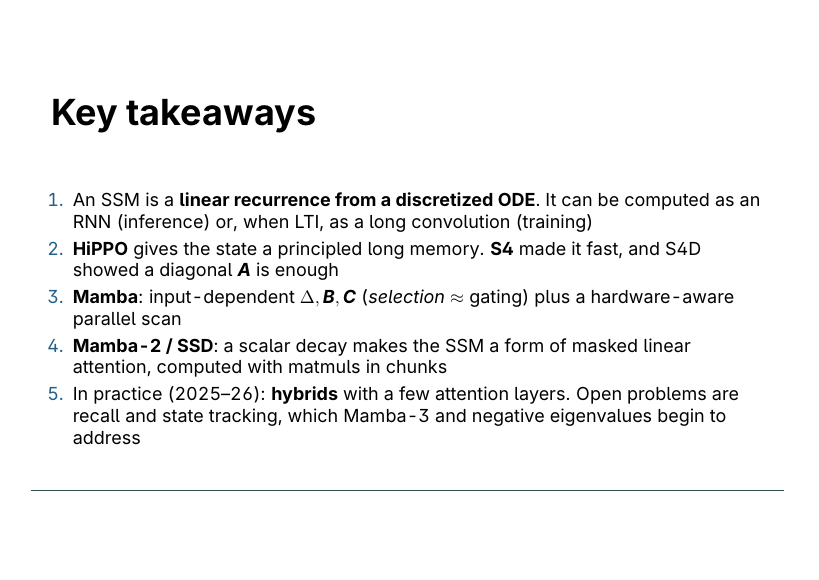 Key takeaways
1. An SSM is a linear recurrence from a discretized ODE. It can be computed as an
RNN (inference) or, when LTI, as a long convolution (training)
2. HiPPO gives the state a principled long memory. S4 made it fast, and S4D
showed a diagonal A is enough
3. Mamba: input-dependent Δ, B, C (selection ≈ gating) plus a hardware-aware
parallel scan
4. Mamba-2 / SSD: a scalar decay makes the SSM a form of masked linear
attention, computed with matmuls in chunks
5. In practice (2025–26): hybrids with a few attention layers. Open problems are
recall and state tracking, which Mamba-3 and negative eigenvalues begin to
address